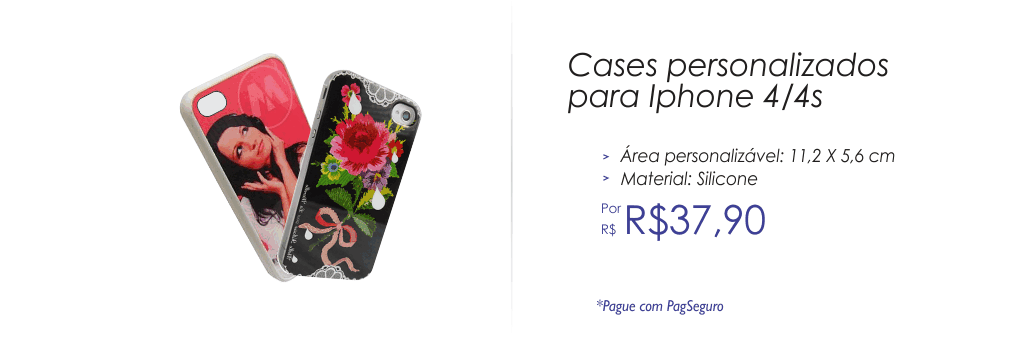 M
Cases personalizados
para Iphone 4/4s
> Área personalizável: 11,2 X 5,6 cm
> Material: Silicone
Por
R$ R$37,90
*Pague com PagSeguro